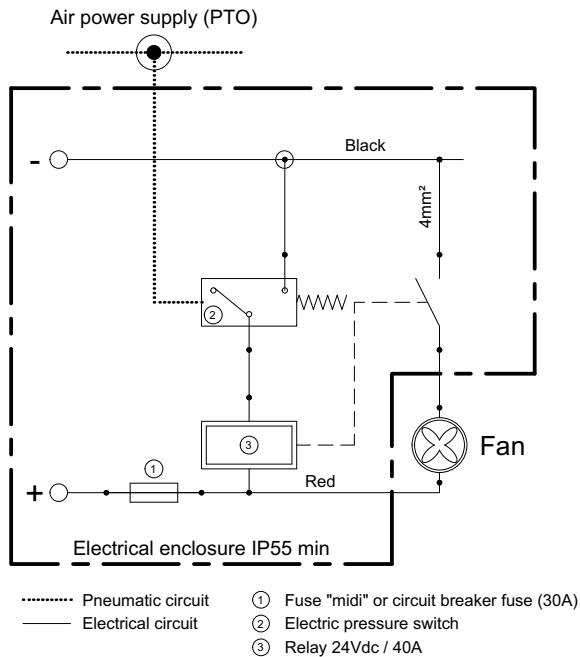 Air power supply (PTO)
Black
-
4mm²
2
3
Fan
1
+
Red
Electrical enclosure IP55 min
Pneumatic circuit
Electrical circuit
1 Fuse "midi" or circuit breaker fuse (30A)
2 Electric pressure switch
3 Relay 24Vdc / 40A